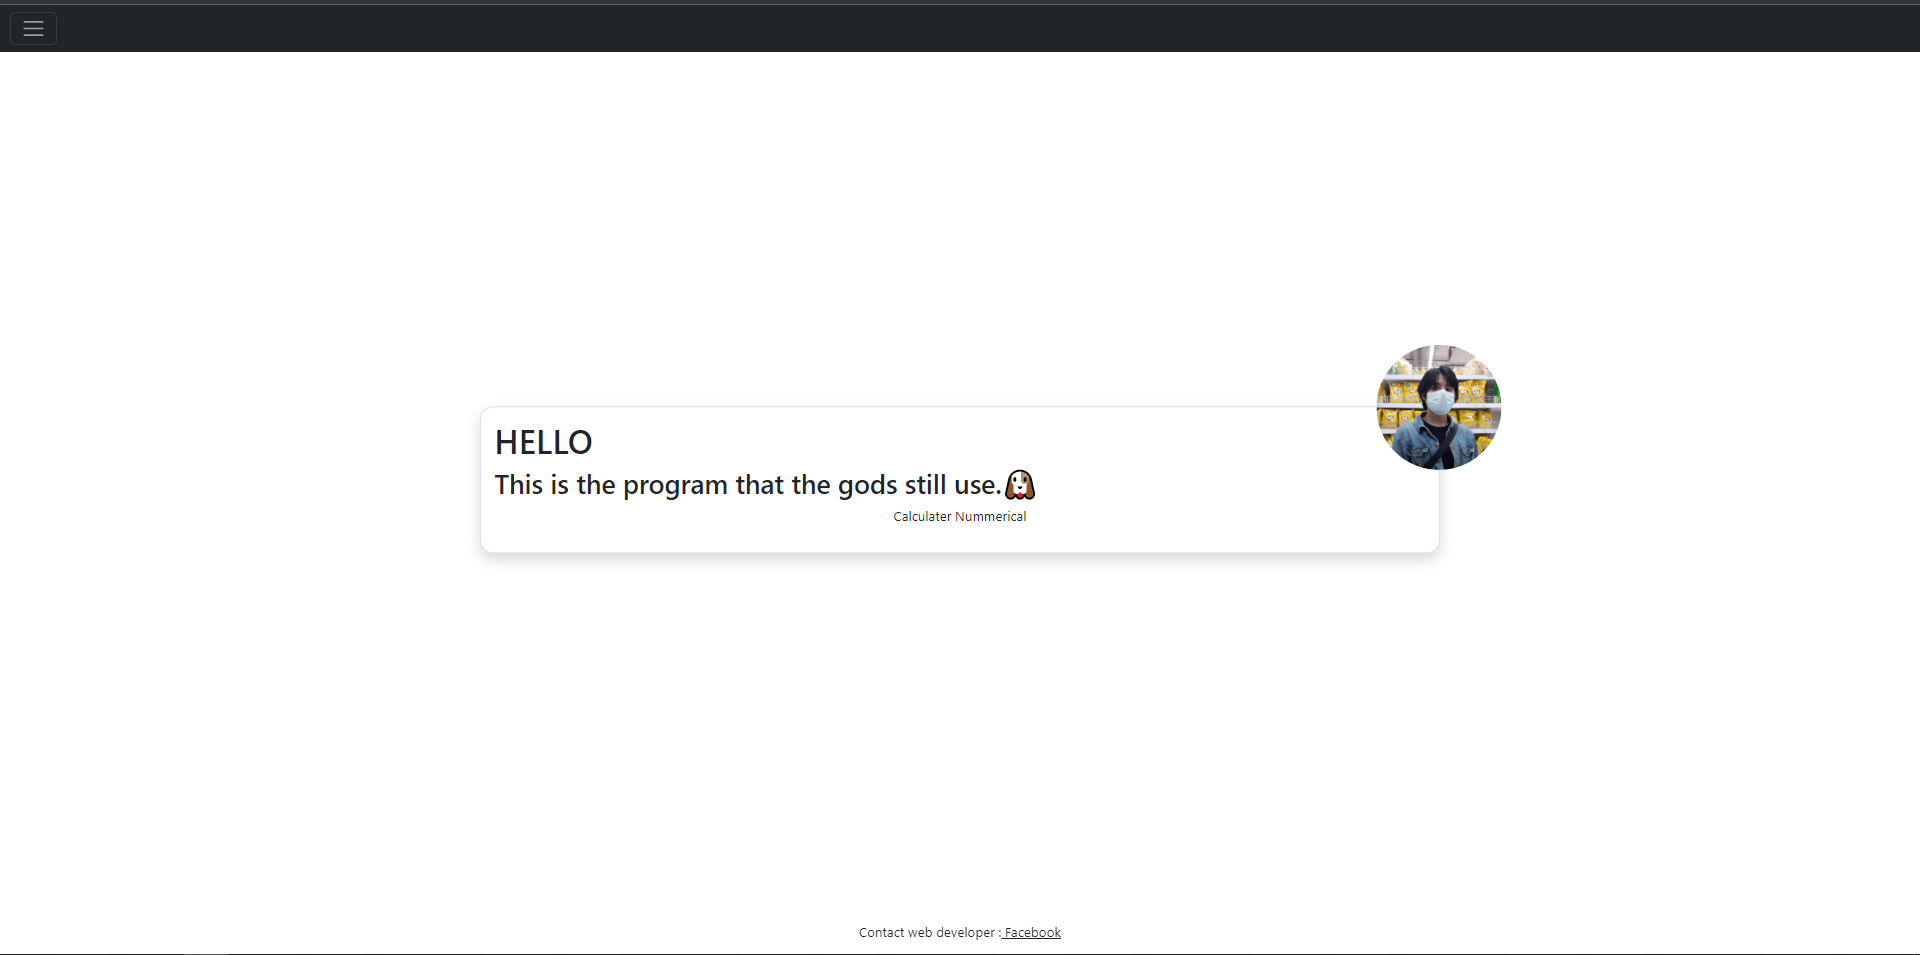 HELLO
This is the program that the gods still use.🐶
Calculater Nummerical
Contact web developer : Facebook